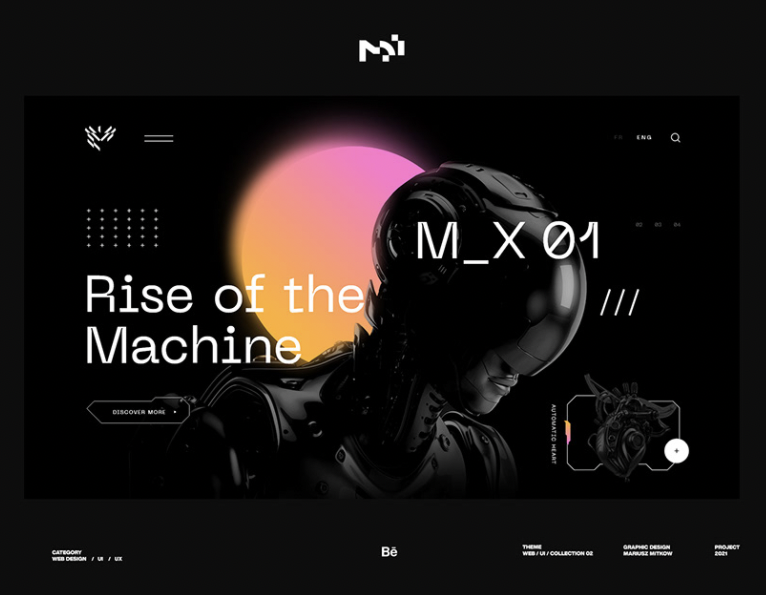 ENG
M_X 01
02 03 04
Rise of the
Machine
DISCOVER MORE
AUTOMATIC HEART
CATEGORY
WEB DESIGN / UI / UX
Bē
THEME
WEB / UI / COLLECTION 02
GRAPHIC DESIGN
MARIUSZ MITKOW
PROJECT
2021